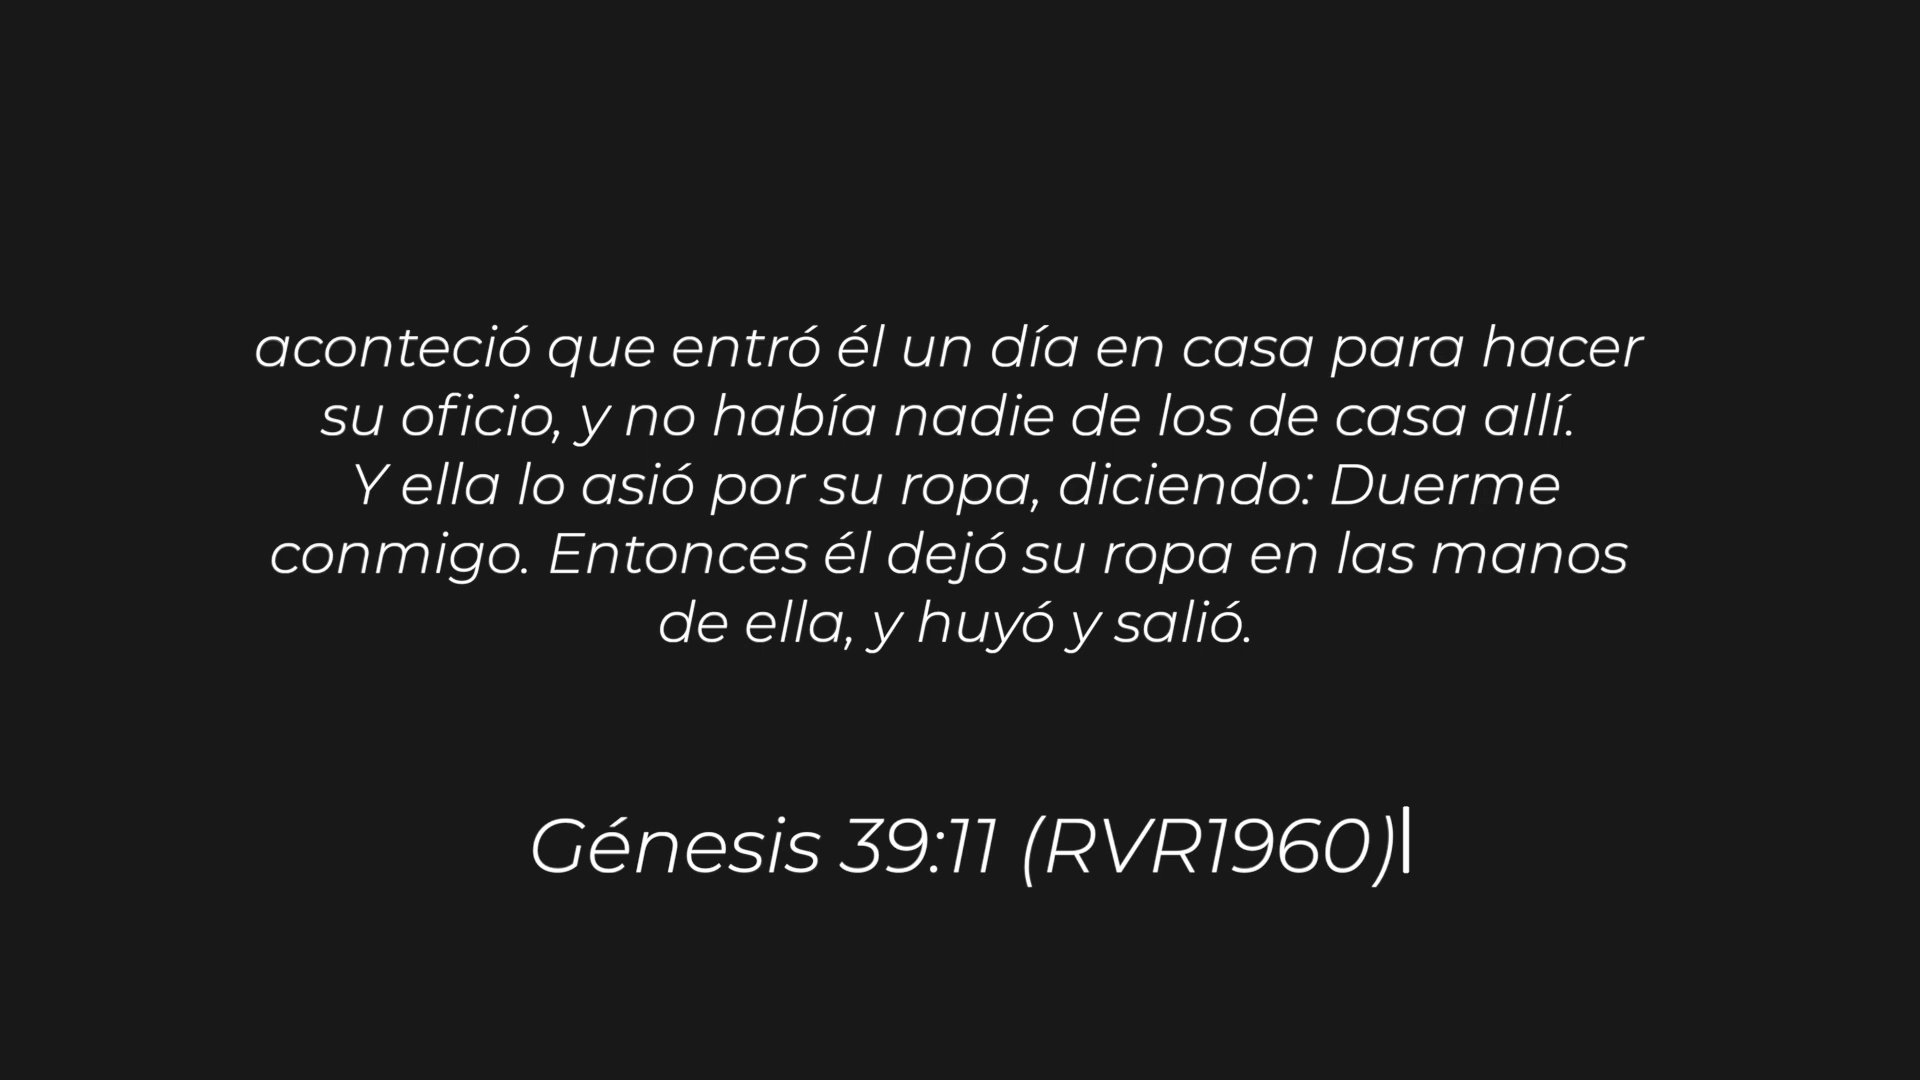 aconteció que entró él un día en casa para hacer
su oficio, y no había nadie de los de casa allí.
Y ella lo asió por su ropa, diciendo: Duerme
conmigo. Entonces él dejó su ropa en las manos
de ella, y huyó y salió.
Génesis 39:11 (RVR1960)